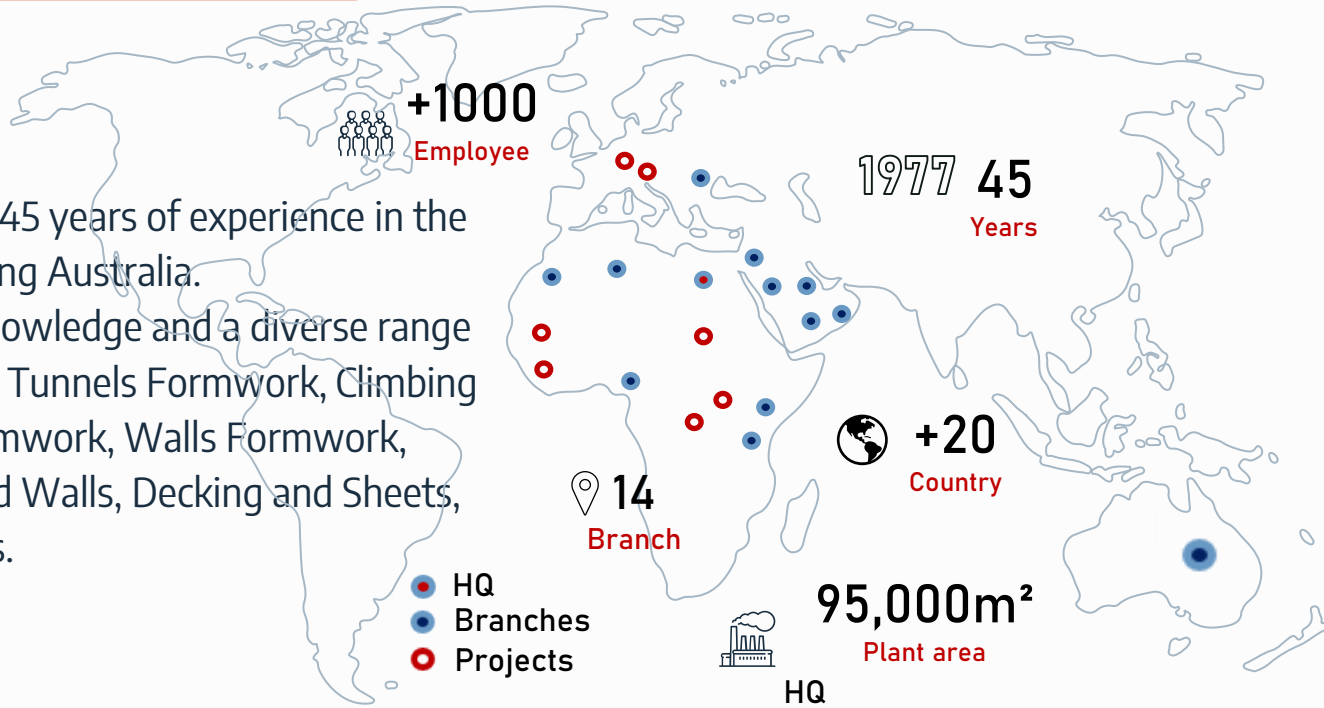 +1000
Employee
1977 45
Years
45 years of experience in the
ng Australia.
owledge and a diverse range
Tunnels Formwork, Climbing
mwork, Walls Formwork,
d Walls, Decking and Sheets,
s.
+20
Country
14
Branch
HQ
Branches
Projects
95,000m²
Plant area
HQ